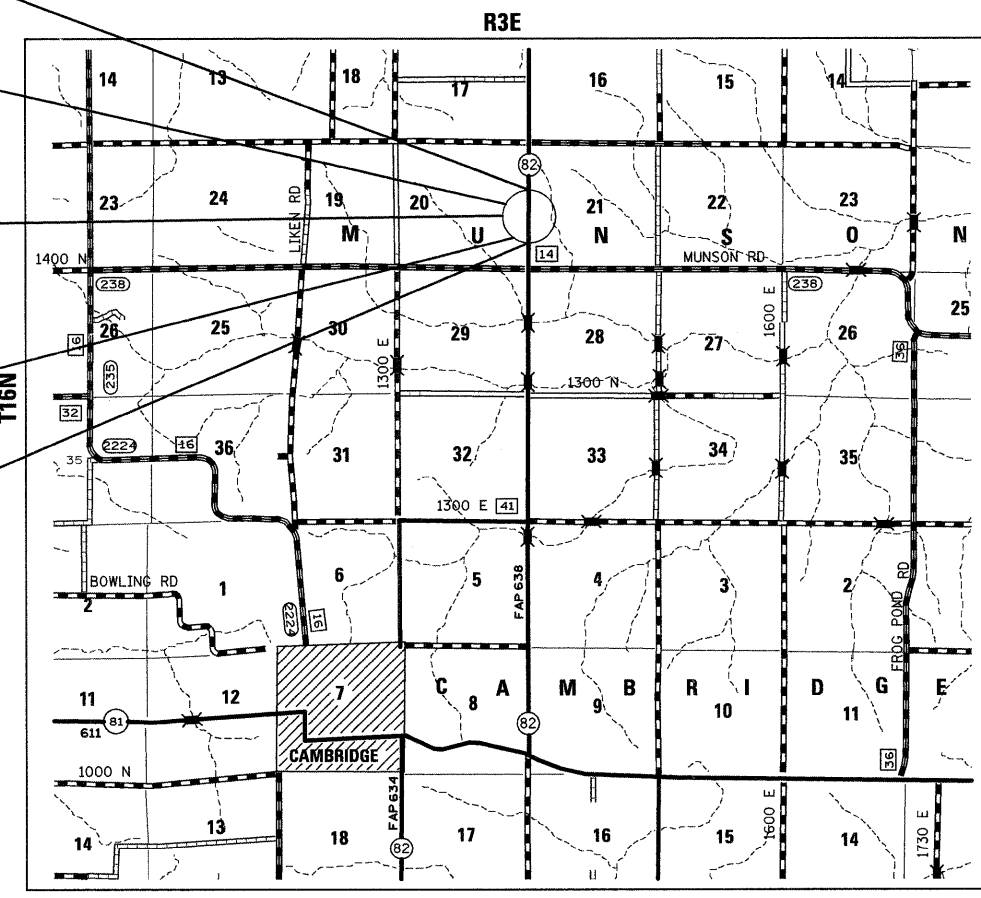 R3E
14 13 18 17 16 15 14
82
23 24 LIKEN RD 19 20 21 22 23
M U N S O N
1400 N 14 MUNSON RD
238 238
26 25 30 29 28 27 1600 E 26 25
6 235 1300 E 36
T16N
1300 N
32
2224 16 36 31 32 33 34 35
35
1300 E 41
BOWLING RD
2 1 6 5 FAP 638 4 3 2 FROG POND RD
2224 16
C A M B R I D G E
11 12 7 8 9 10 11
81 82
611
CAMBRIDGE 36
1000 N
14 13 18 FAP 634 17 16 15 1600 E 14 1730 E
82